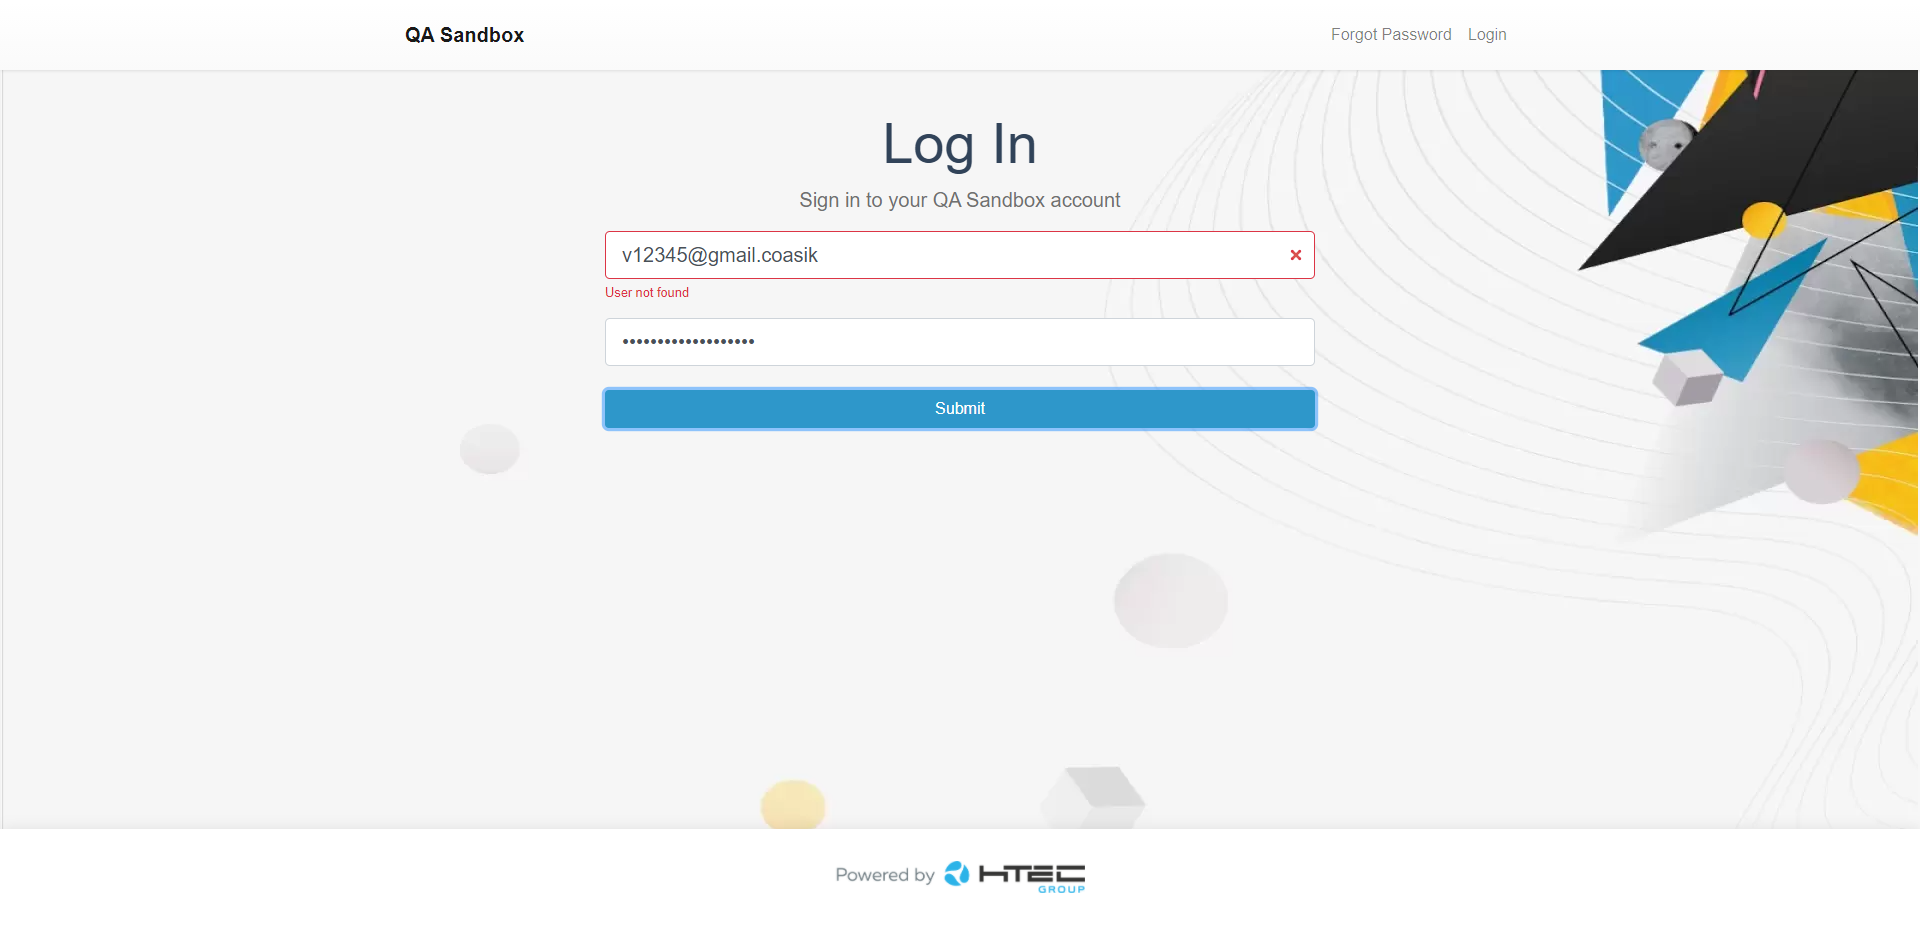 QA Sandbox
Forgot Password Login
Log In
Sign in to your QA Sandbox account
v12345@gmail.coasik
User not found
•••••••••••••••••••
Submit
Powered by HTEC
GROUP